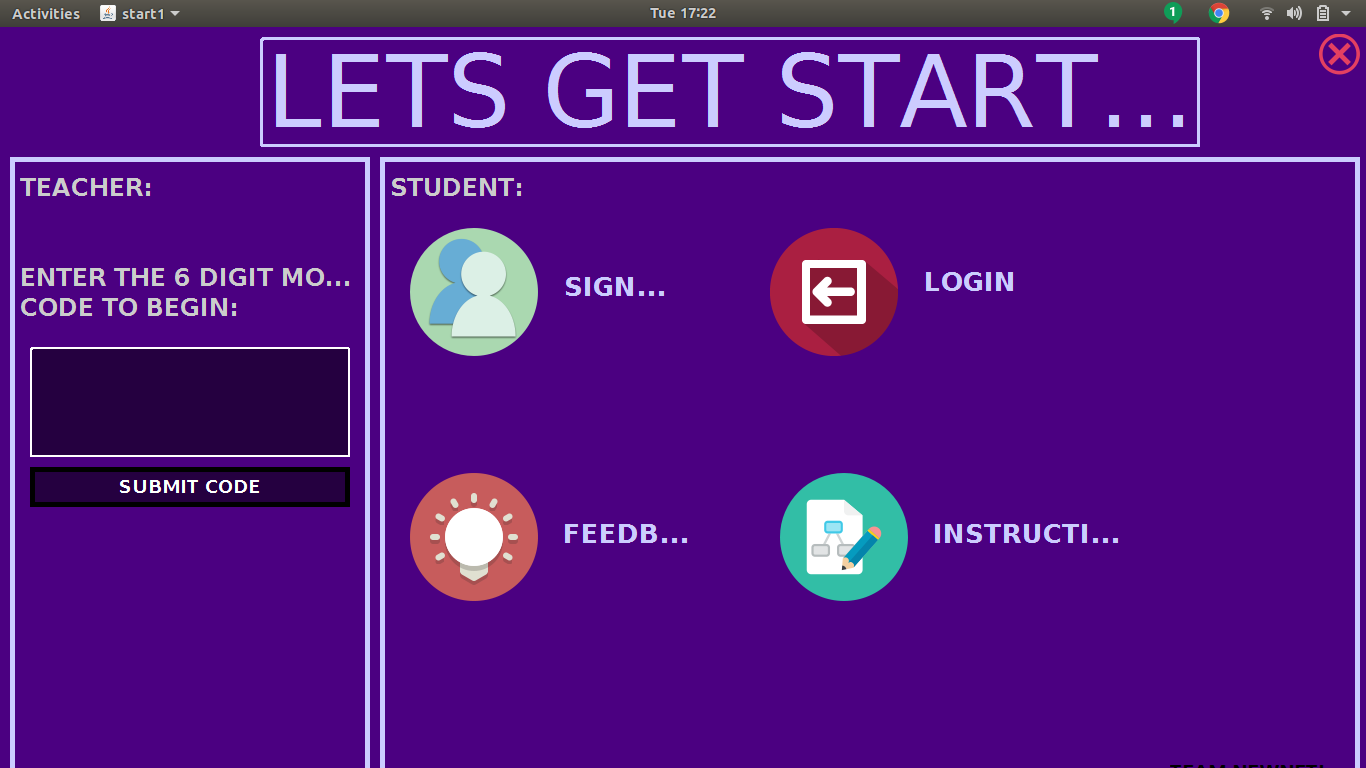 Activities start1 Tue 17:22 1
LETS GET START...
TEACHER:
ENTER THE 6 DIGIT MO...
CODE TO BEGIN:
SUBMIT CODE
STUDENT:
SIGN...
LOGIN
FEEDB...
INSTRUCTI...